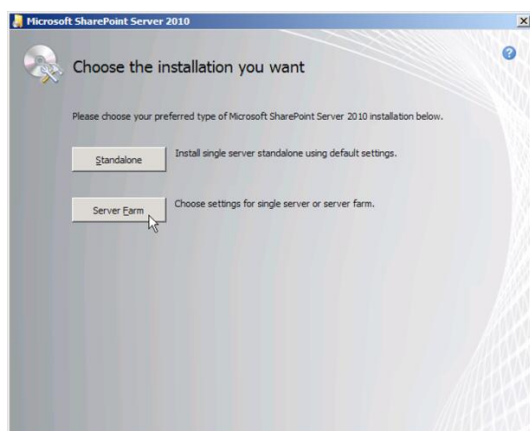 Microsoft SharePoint Server 2010
Choose the installation you want
Please choose your preferred type of Microsoft SharePoint Server 2010 installation below.
Standalone
Install single server standalone using default settings.
Server Farm
Choose settings for single server or server farm.